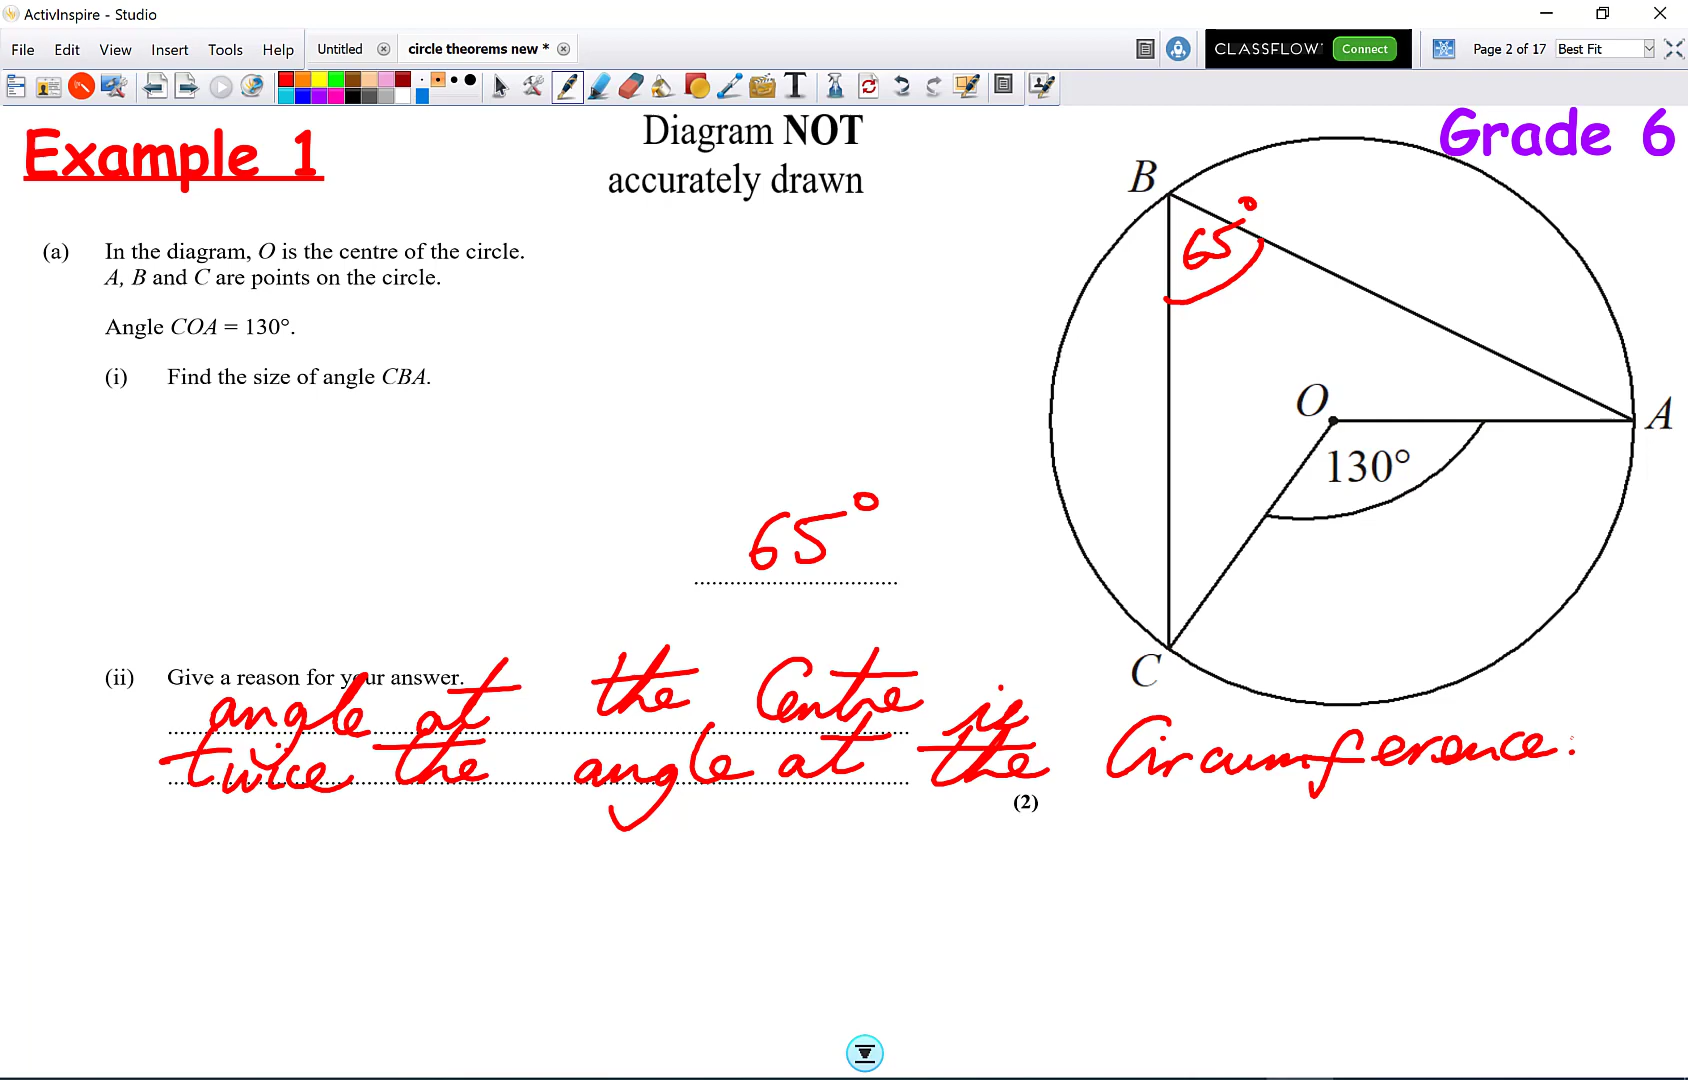 ActivInspire - Studio
File Edit View Insert Tools Help
Untitled
circle theorems new *
CLASSFLOW
Connect
Page 2 of 17
Best Fit
T
Example 1
Diagram NOT
accurately drawn
Grade 6
(a) In the diagram, O is the centre of the circle.
A, B and C are points on the circle.
Angle COA = 130°.
(i) Find the size of angle CBA.
65°
(ii) Give a reason for your answer.
angle at the Centre is
twice the angle at the Circumference.
(2)
B
65°
O
A
130°
C